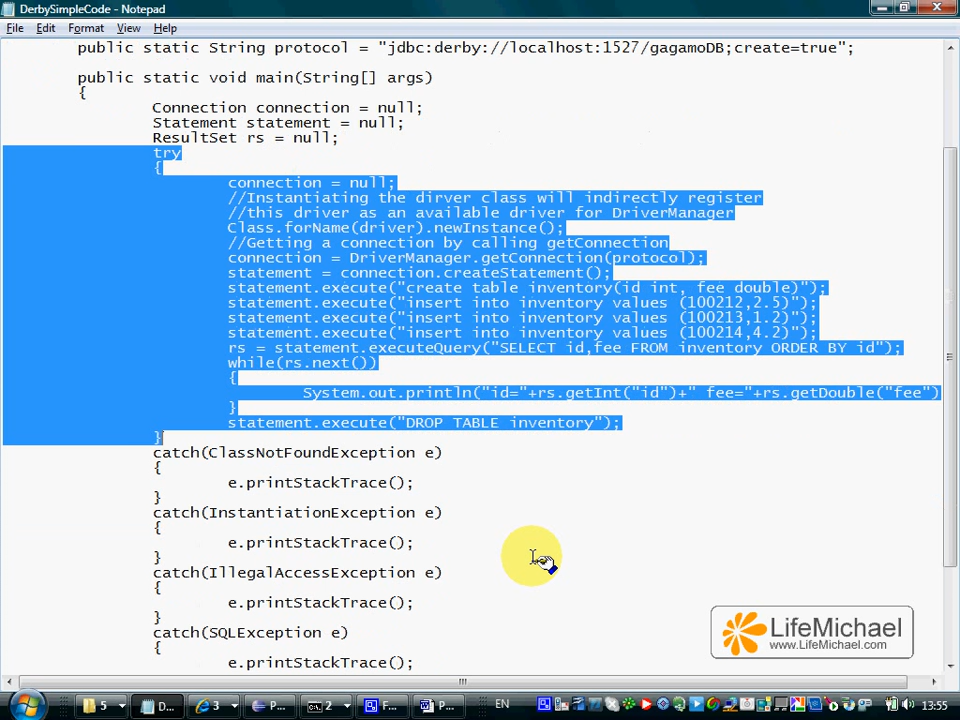 DerbySimpleCode - Notepad
File Edit Format View Help
public static String protocol = "jdbc:derby://localhost:1527/gagamoDB;create=true";
public static void main(String[] args)
{
Connection connection = null;
Statement statement = null;
ResultSet rs = null;
try
{
connection = null;
//Instantiating the dirver class will indirectly register
//this driver as an available driver for DriverManager
Class.forName(driver).newInstance();
//Getting a connection by calling getConnection
connection = DriverManager.getConnection(protocol);
statement = connection.createStatement();
statement.execute("create table inventory(id int, fee double)");
statement.execute("insert into inventory values (100212,2.5)");
statement.execute("insert into inventory values (100213,1.2)");
statement.execute("insert into inventory values (100214,4.2)");
rs = statement.executeQuery("SELECT id,fee FROM inventory ORDER BY id");
while(rs.next())
{
System.out.println("id="+rs.getInt("id")+" fee="+rs.getDouble("fee")
}
statement.execute("DROP TABLE inventory");
}
catch(ClassNotFoundException e)
{
e.printStackTrace();
}
catch(InstantiationException e)
{
e.printStackTrace();
}
catch(IllegalAccessException e)
{
e.printStackTrace();
}
catch(SQLException e)
{
e.printStackTrace();
LifeMichael
www.LifeMichael.com
5 D... 3 P... 2 F... P... EN 13:55